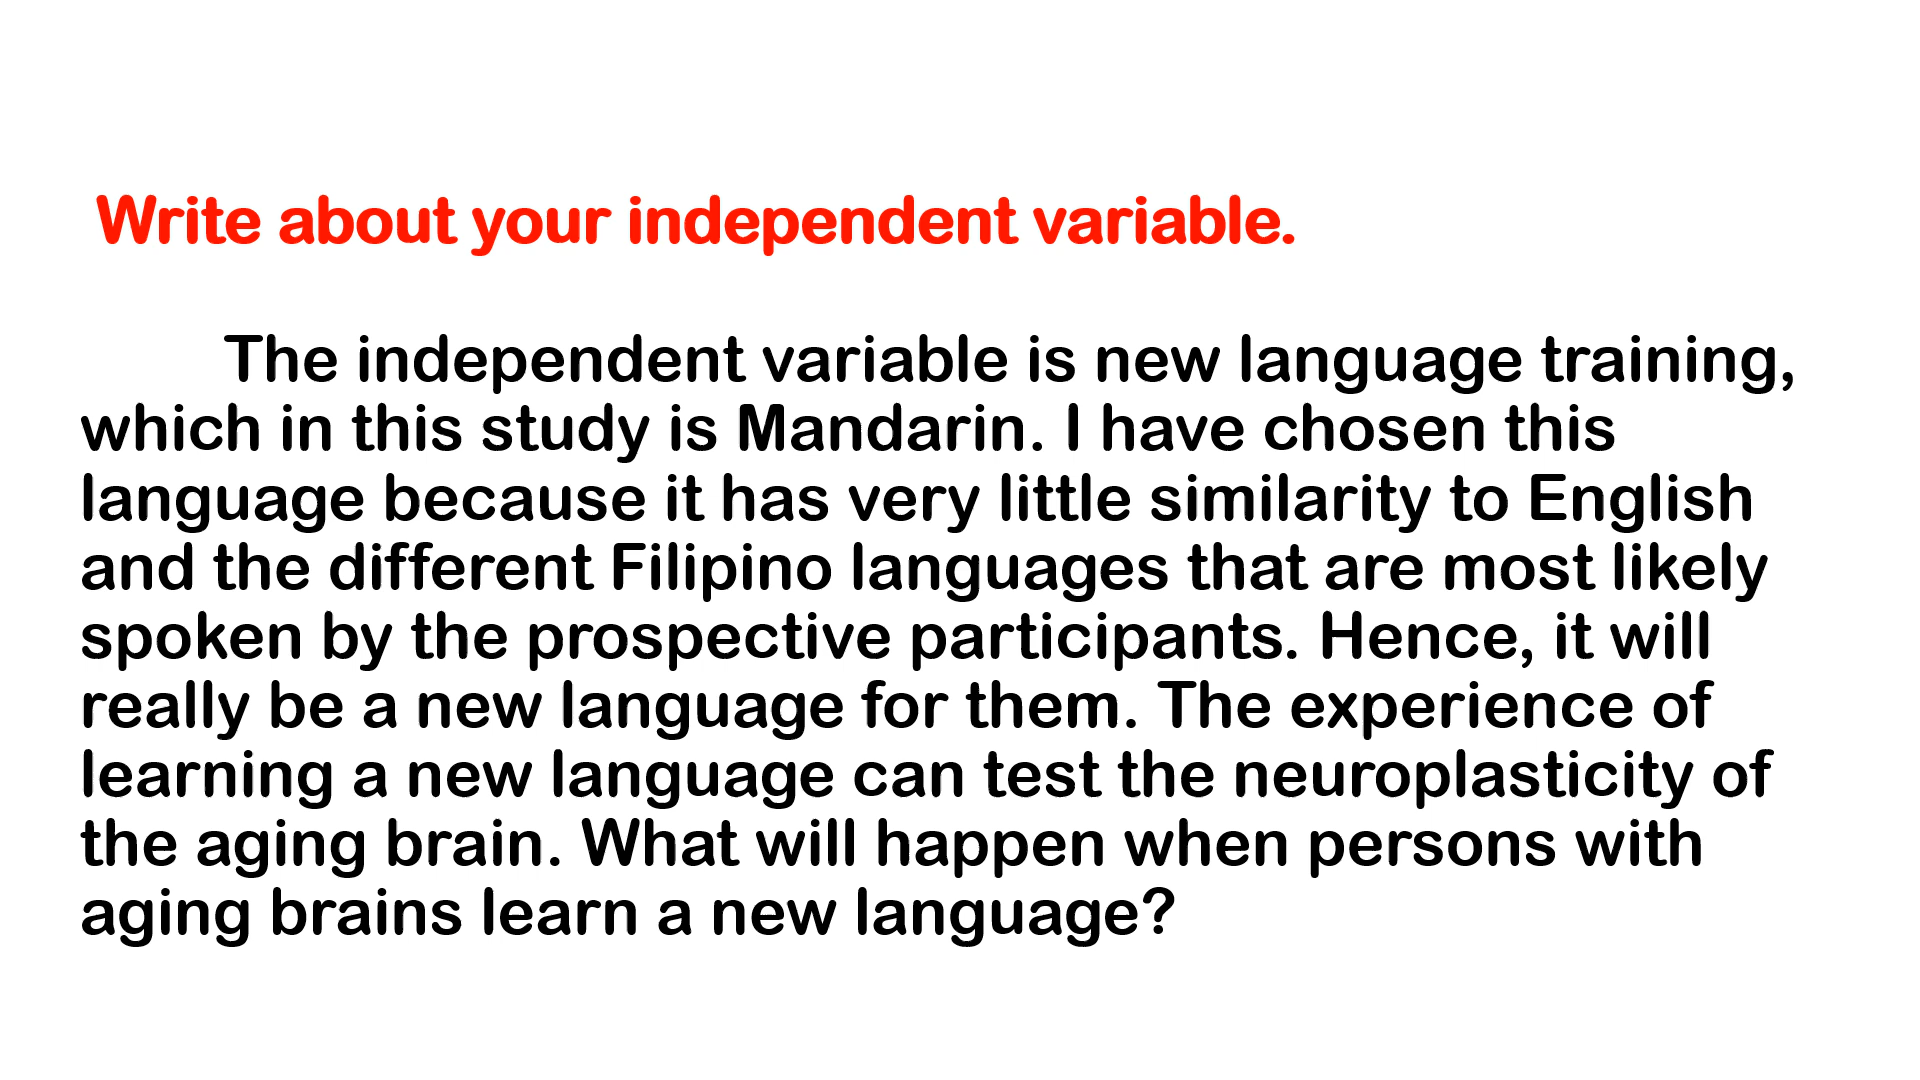 Write about your independent variable.
The independent variable is new language training,
which in this study is Mandarin. I have chosen this
language because it has very little similarity to English
and the different Filipino languages that are most likely
spoken by the prospective participants. Hence, it will
really be a new language for them. The experience of
learning a new language can test the neuroplasticity of
the aging brain. What will happen when persons with
aging brains learn a new language?